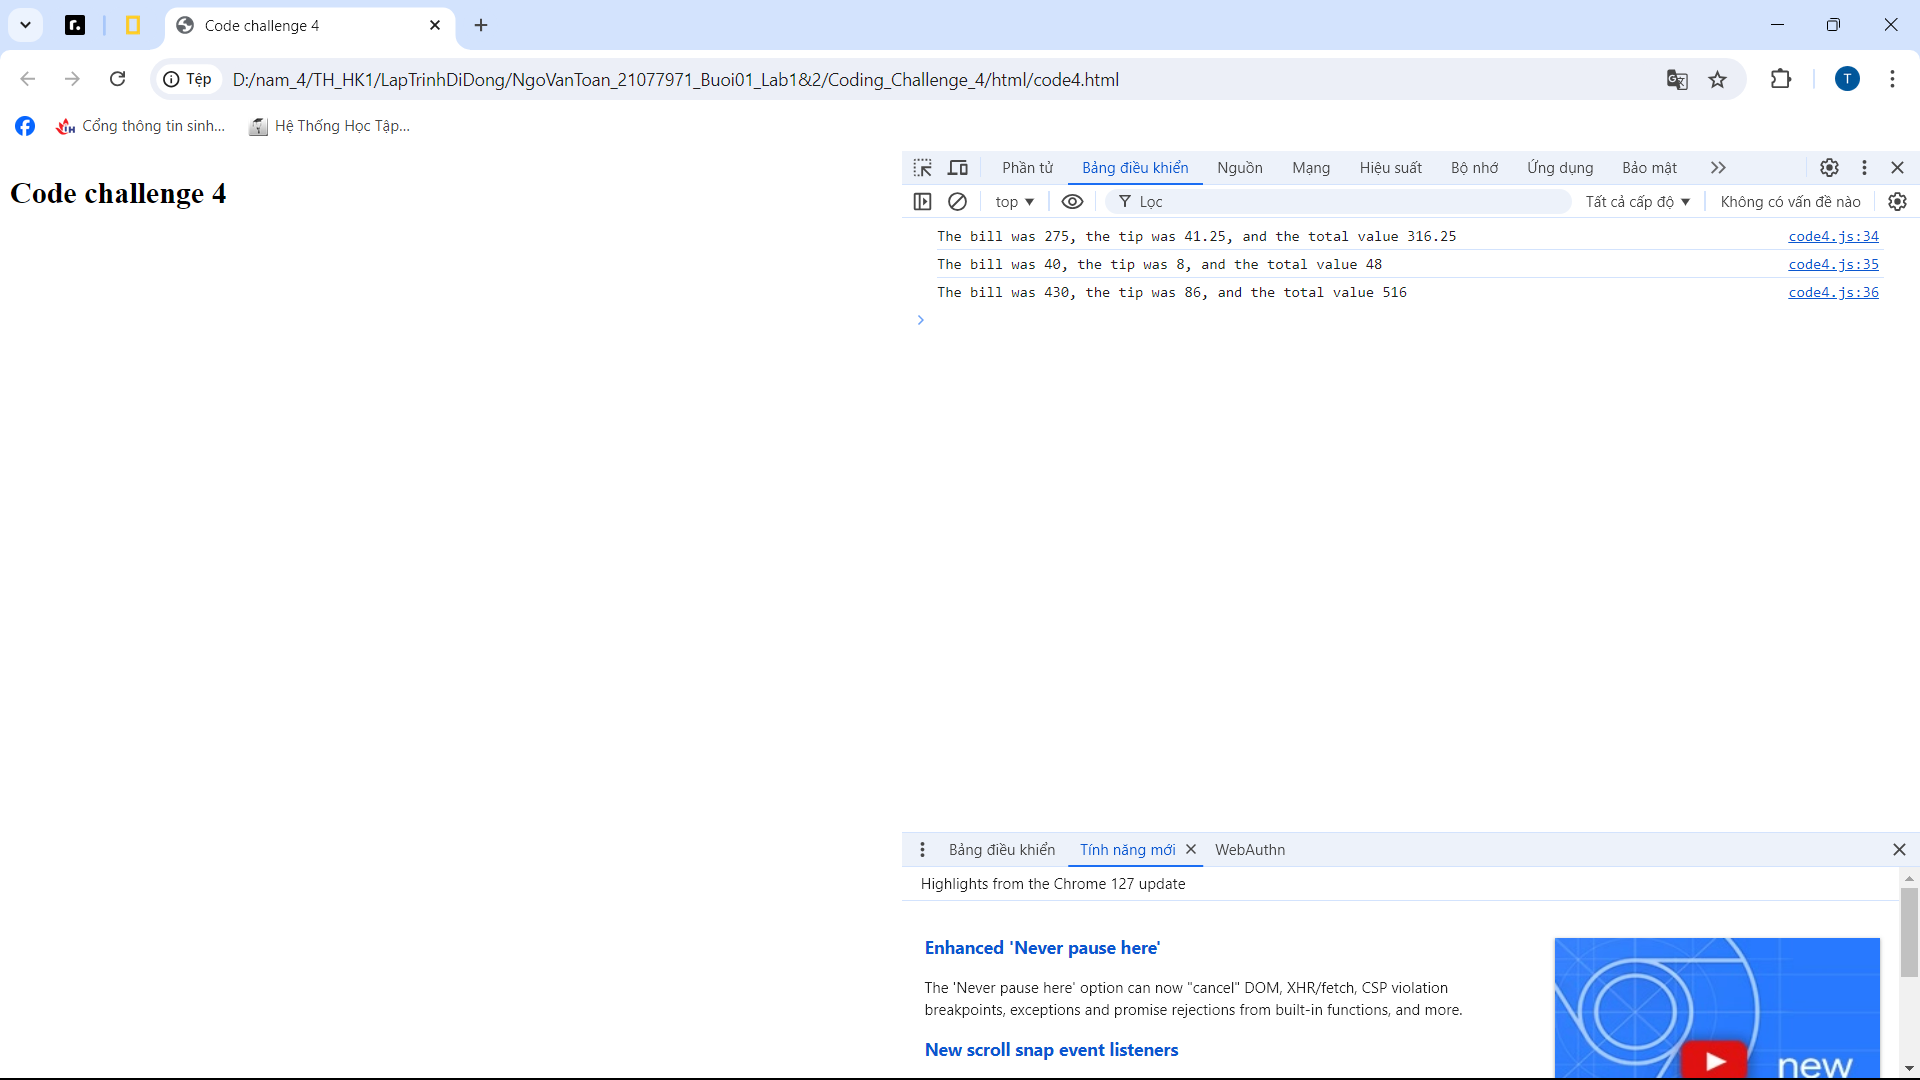 Code challenge 4
Tệp D:/nam_4/TH_HK1/LapTrinhDiDong/NgoVanToan_21077971_Buoi01_Lab1&2/Coding_Challenge_4/html/code4.html T
Cổng thông tin sinh... Hệ Thống Học Tập...
Code challenge 4
Phần tử Bảng điều khiển Nguồn Mạng Hiệu suất Bộ nhớ Ứng dụng Bảo mật
top Lọc Tất cả cấp độ Không có vấn đề nào
The bill was 275, the tip was 41.25, and the total value 316.25 code4.js:34
The bill was 40, the tip was 8, and the total value 48 code4.js:35
The bill was 430, the tip was 86, and the total value 516 code4.js:36
Bảng điều khiển Tính năng mới WebAuthn
Highlights from the Chrome 127 update
Enhanced 'Never pause here'
The 'Never pause here' option can now "cancel" DOM, XHR/fetch, CSP violation
breakpoints, exceptions and promise rejections from built-in functions, and more.
New scroll snap event listeners
new